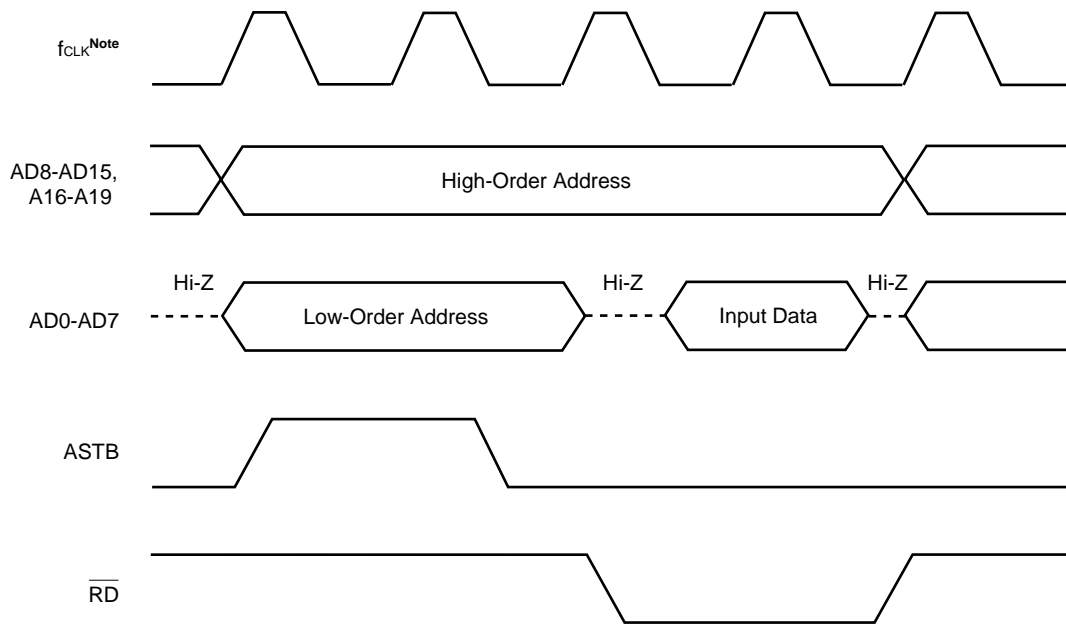 fCLKNote
AD8-AD15,
A16-A19
High-Order Address
Hi-Z
Hi-Z
Hi-Z
AD0-AD7
Low-Order Address
Input Data
ASTB
RD